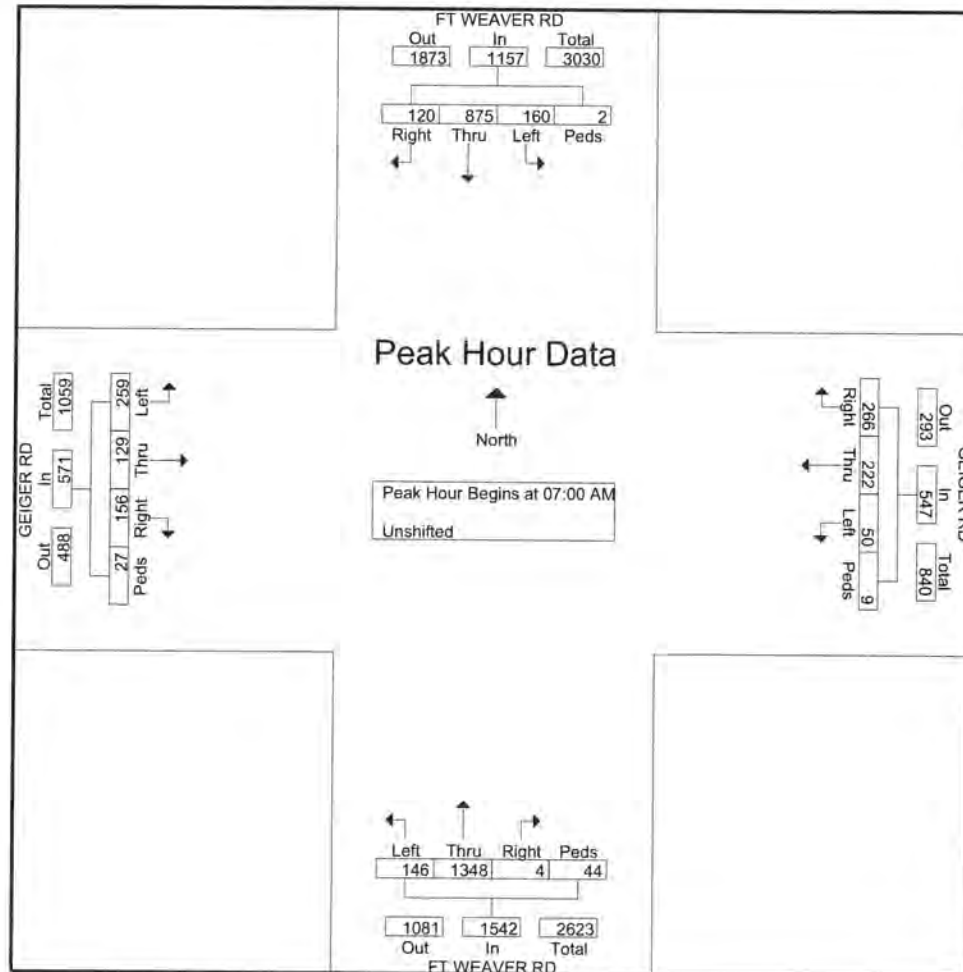 FT WEAVER RD
Out In Total
1873 1157 3030
120 875 160 2
Right Thru Left Peds
Peak Hour Data
North
Peak Hour Begins at 07:00 AM
Unshifted
GEIGER RD
Out In Total
488 571 1059
27 156 129 259
Peds Right Thru Left
Right Thru Left Peds
266 222 50 9
Out In Total
293 547 840
GEIGER RD
Left Thru Right Peds
146 1348 4 44
1081 1542 2623
Out In Total
FT WEAVER RD